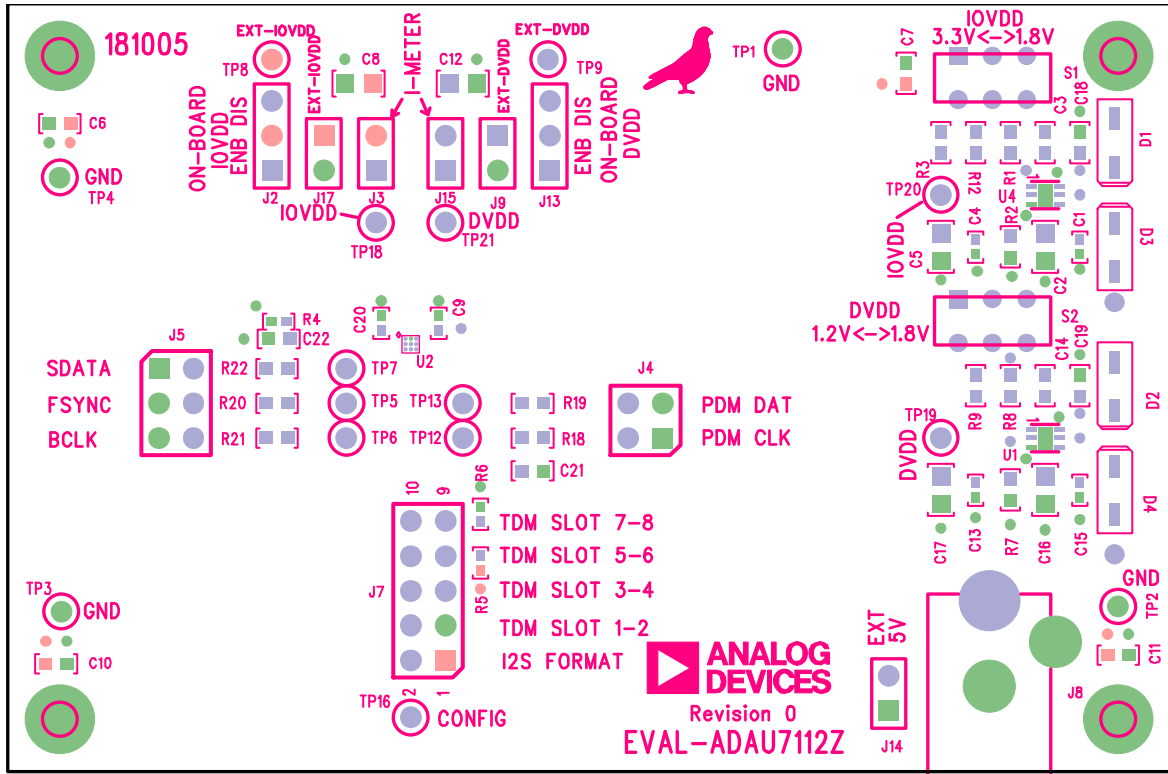 181005
EXT-IOVDD
TP8
EXT-IOVDD
C8
I-METER
C12
EXT-DVDD
EXT-DVDD
TP9
TP1
GND
C7
IOVDD
3.3V<->1.8V
S1
C3
C18
D1
C6
GND
TP4
ON-BOARD
IOVDD
ENB DIS
ENB DIS
ON-BOARD
DVDD
J2
J17
J3
J15
J9
J13
IOVDD
TP18
DVDD
TP21
R3
R12
R1
TP20
U4
1
IOVDD
C5
C4
R2
C1
C2
D3
DVDD
1.2V<->1.8V
S2
C14
C19
D2
J5
R4
C22
C20
C9
U2
SDATA
R22
TP7
J4
FSYNC
R20
TP5
TP13
R19
PDM DAT
BCLK
R21
TP6
TP12
R18
PDM CLK
C21
TP19
DVDD
R9
R8
U1
1
D4
C17
C13
R7
C16
C15
10
9
R6
TDM SLOT 7-8
TDM SLOT 5-6
J7
R5
TDM SLOT 3-4
TDM SLOT 1-2
I2S FORMAT
TP16
2
1
CONFIG
TP3
GND
C10
ANALOG
DEVICES
Revision 0
EVAL-ADAU7112Z
EXT
5V
J14
GND
TP2
C11
J8